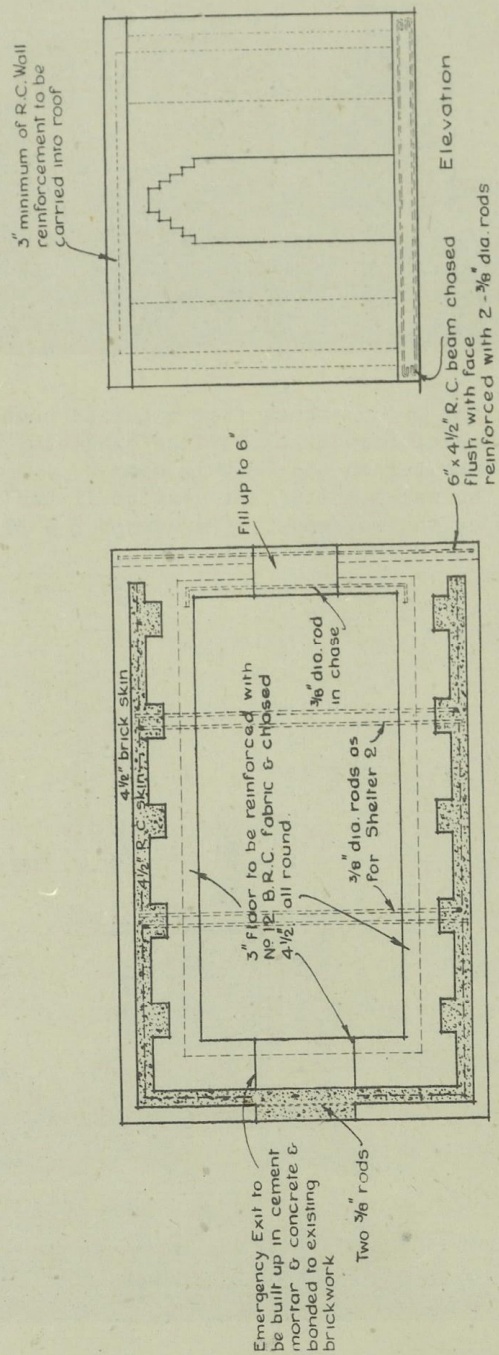 3" minimum of R.C. Wall
reinforcement to be
carried into roof
Elevation
6" x 4½" R.C. beam chased
flush with face
reinforced with 2 - ⅜" dia. rods
Fill up to 6"
4½" brick skin
4½" R.C. skin
3" Floor to be reinforced with
Nº 12 B.R.C. fabric & chased
4½" all round
⅜" dia. rod
in chase
⅜" dia. rods as
for Shelter 2
Emergency Exit to
be built up in cement
mortar & concrete &
bonded to existing
brickwork
Two ⅜" rods